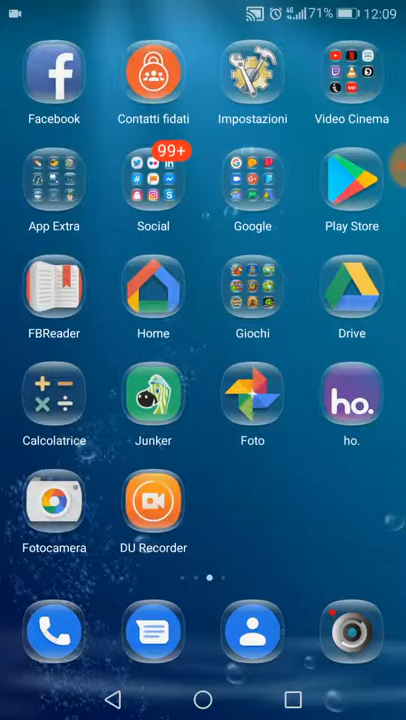 4G 71% 12:09
Facebook Contatti fidati Impostazioni Video Cinema
99+
App Extra Social Google Play Store
FBReader Home Giochi Drive
ho.
Calcolatrice Junker Foto ho.
Fotocamera DU Recorder